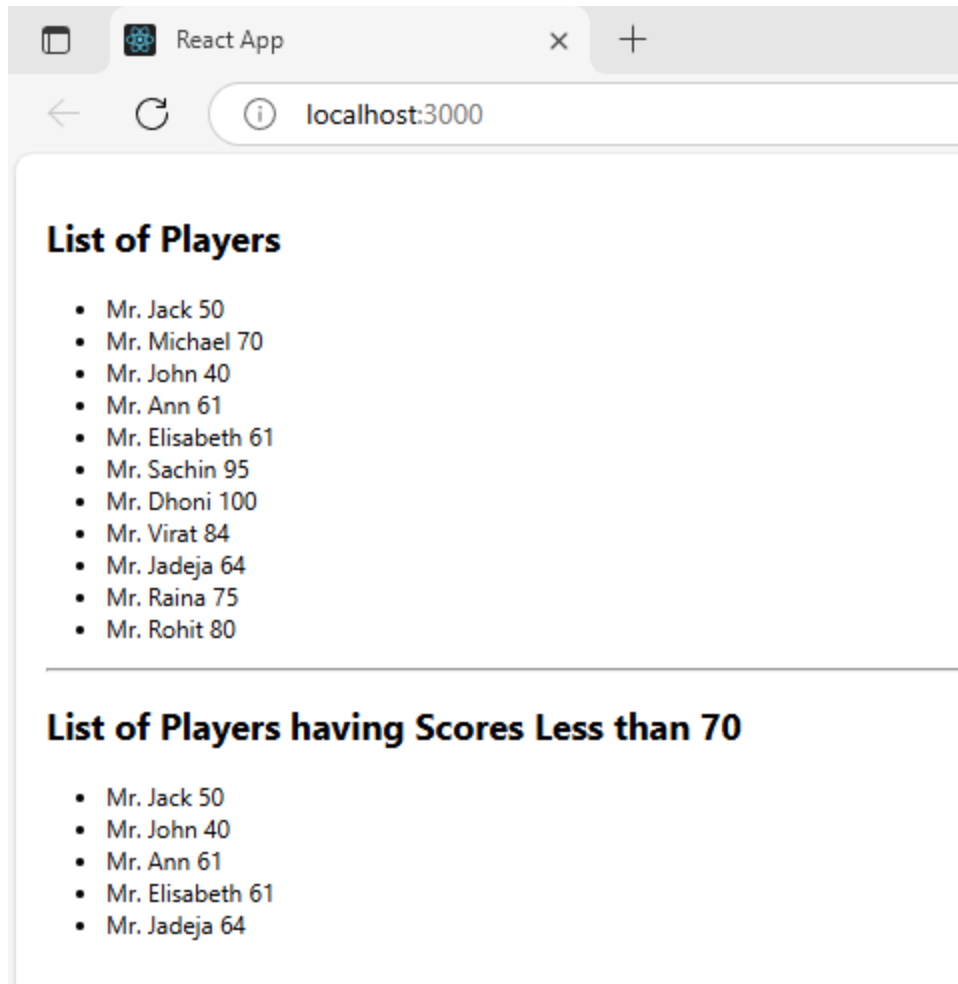 React App
localhost:3000
List of Players
Mr. Jack 50
Mr. Michael 70
Mr. John 40
Mr. Ann 61
Mr. Elisabeth 61
Mr. Sachin 95
Mr. Dhoni 100
Mr. Virat 84
Mr. Jadeja 64
Mr. Raina 75
Mr. Rohit 80
List of Players having Scores Less than 70
Mr. Jack 50
Mr. John 40
Mr. Ann 61
Mr. Elisabeth 61
Mr. Jadeja 64